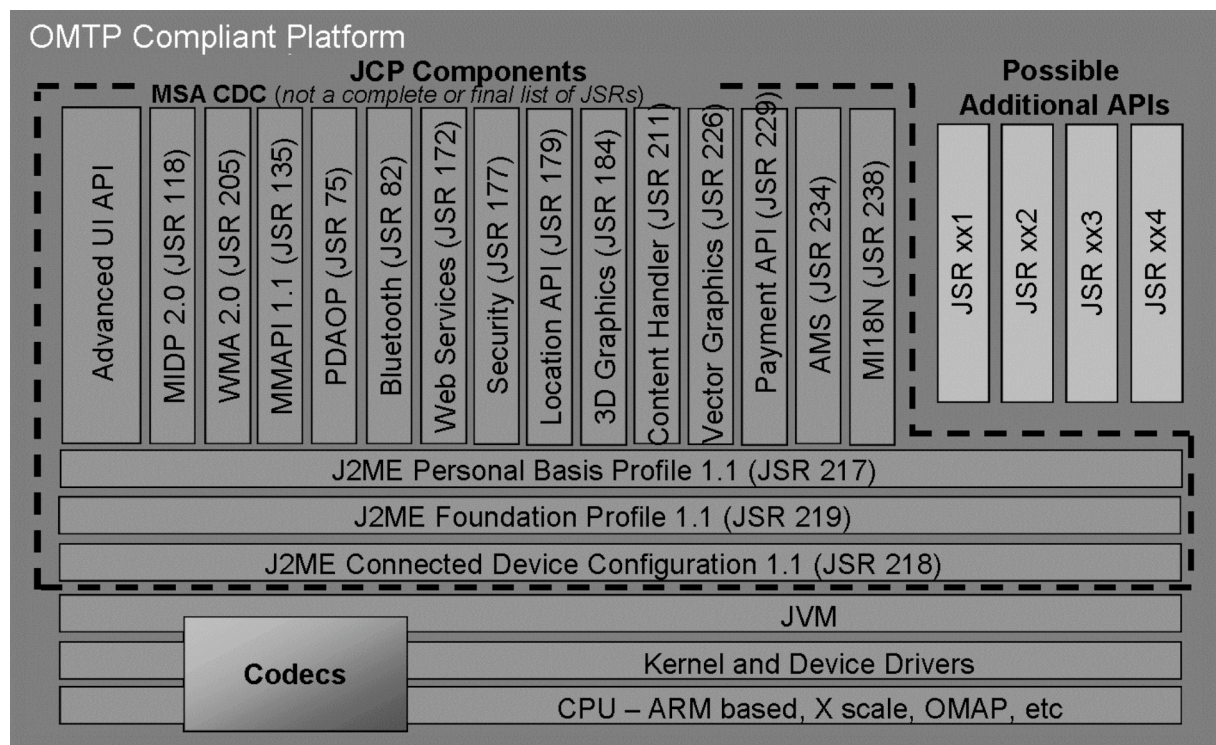 OMTP Compliant Platform
JCP Components
MSA CDC (not a complete or final list of JSRs)
Possible
Additional APIs
Advanced UI API
MIDP 2.0 (JSR 118)
WMA 2.0 (JSR 205)
MMAPI 1.1 (JSR 135)
PDAOP (JSR 75)
Bluetooth (JSR 82)
Web Services (JSR 172)
Security (JSR 177)
Location API (JSR 179)
3D Graphics (JSR 184)
Content Handler (JSR 211)
Vector Graphics (JSR 226)
Payment API (JSR 229)
AMS (JSR 234)
MI18N (JSR 238)
JSR xx1
JSR xx2
JSR xx3
JSR xx4
J2ME Personal Basis Profile 1.1 (JSR 217)
J2ME Foundation Profile 1.1 (JSR 219)
J2ME Connected Device Configuration 1.1 (JSR 218)
JVM
Codecs
Kernel and Device Drivers
CPU – ARM based, X scale, OMAP, etc